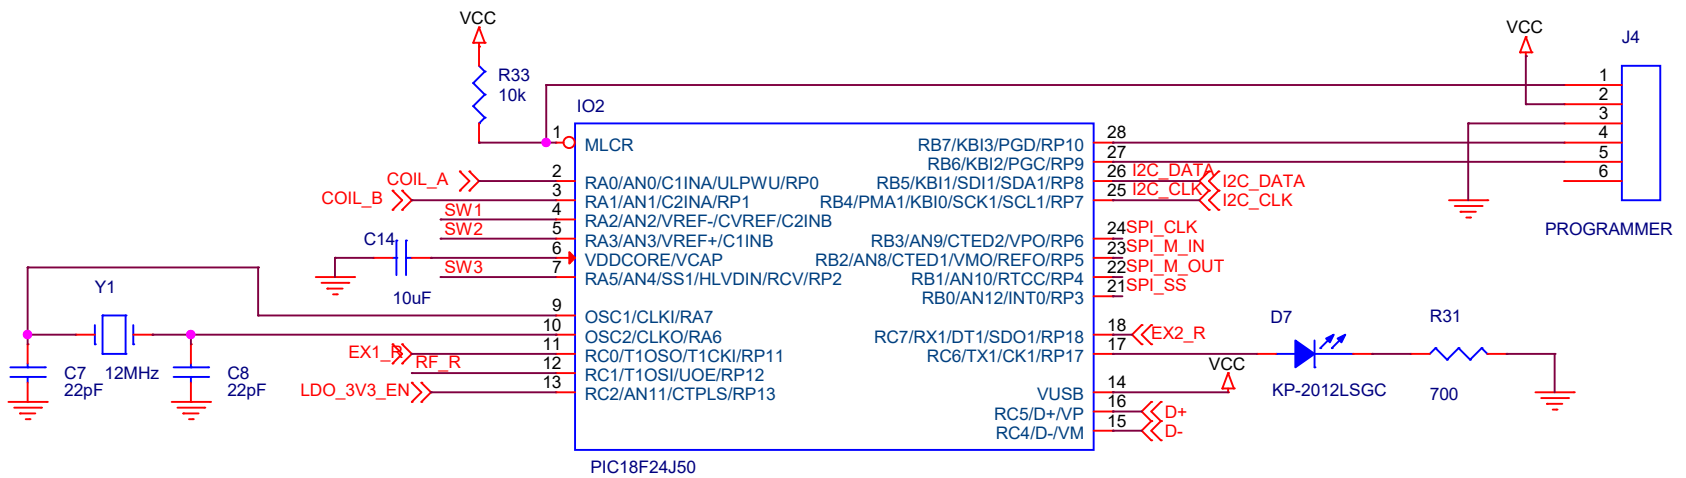 VCC
VCC
J4
R33
10k
IO2
1
2
3
4
5
6
PROGRAMMER
1
MLCR
2
RA0/AN0/C1INA/ULPWU/RP0
COIL_A
3
RA1/AN1/C2INA/RP1
COIL_B
4
RA2/AN2/VREF-/CVREF/C2INB
SW1
5
RA3/AN3/VREF+/C1INB
SW2
6
VDDCORE/VCAP
C14
10uF
7
RA5/AN4/SS1/HLVDIN/RCV/RP2
SW3
9
OSC1/CLKI/RA7
10
OSC2/CLKO/RA6
11
RC0/T1OSO/T1CKI/RP11
EX1_R
12
RC1/T1OSI/UOE/RP12
RF_R
13
RC2/AN11/CTPLS/RP13
LDO_3V3_EN
Y1
12MHz
C7
22pF
C8
22pF
RB7/KBI3/PGD/RP10
28
RB6/KBI2/PGC/RP9
27
RB5/KBI1/SDI1/SDA1/RP8
26
I2C_DATA
I2C_DATA
RB4/PMA1/KBI0/SCK1/SCL1/RP7
25
I2C_CLK
I2C_CLK
RB3/AN9/CTED2/VPO/RP6
24
SPI_CLK
RB2/AN8/CTED1/VMO/REFO/RP5
23
SPI_M_IN
RB1/AN10/RTCC/RP4
22
SPI_M_OUT
RB0/AN12/INT0/RP3
21
SPI_SS
RC7/RX1/DT1/SDO1/RP18
18
EX2_R
RC6/TX1/CK1/RP17
17
D7
KP-2012LSGC
R31
700
VUSB
14
VCC
RC5/D+/VP
16
D+
RC4/D-/VM
15
D-
PIC18F24J50